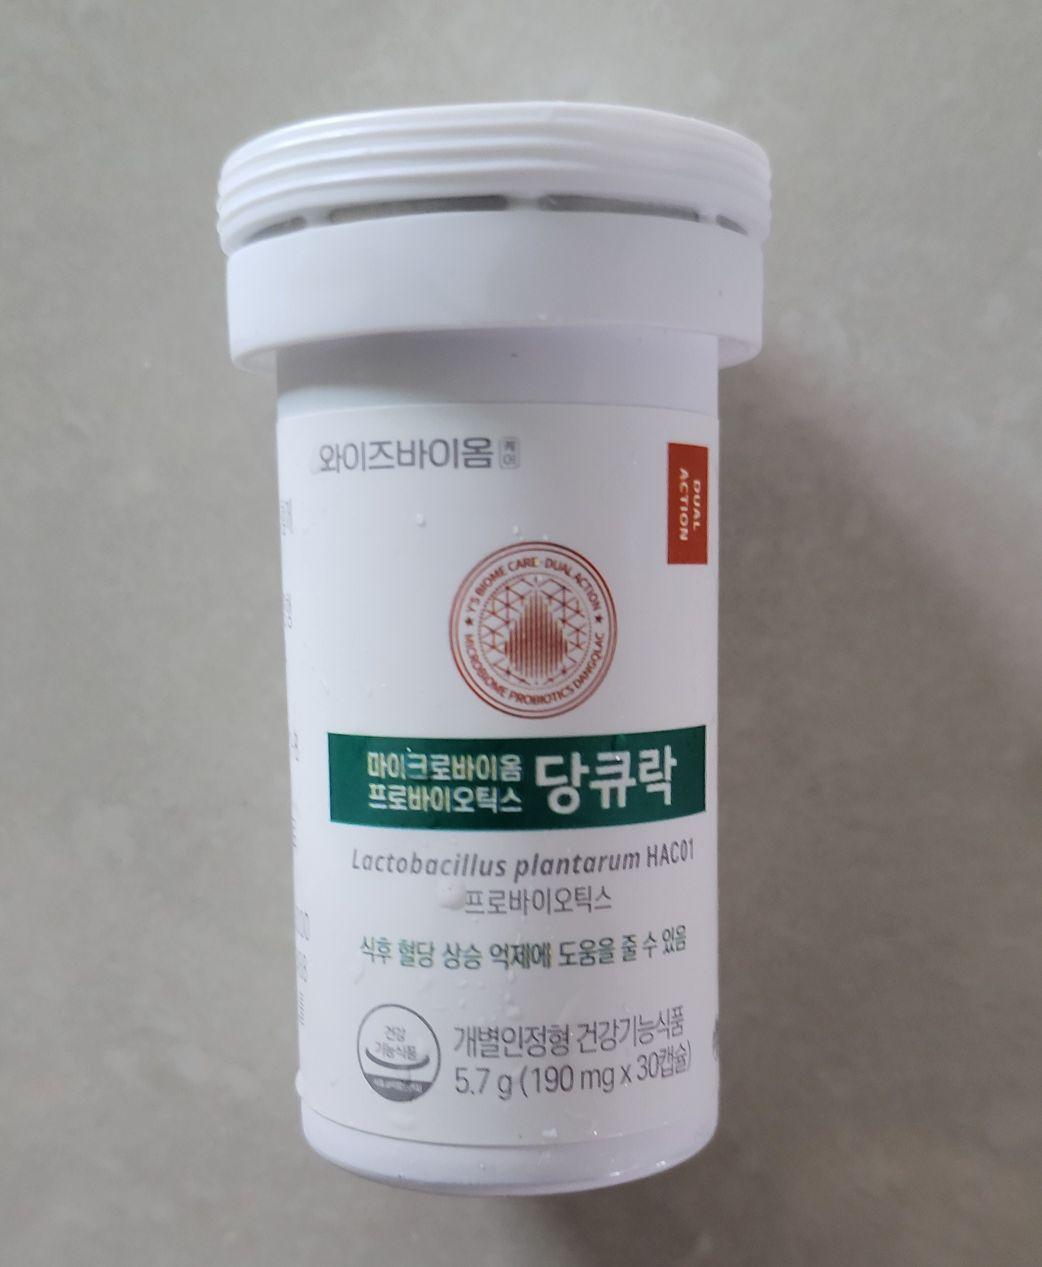 와이즈바이옴 케어
DUAL
ACTION
Y'S BIOME CARE · DUAL ACTION
MICROBIOME PROBIOTICS DANGQLAC
마이크로바이옴
프로바이오틱스 당큐락
Lactobacillus plantarum HAC01
프로바이오틱스
식후 혈당 상승 억제에 도움을 줄 수 있음
건강
기능식품
개별인정형 건강기능식품
5.7 g (190 mg x 30캡슐)